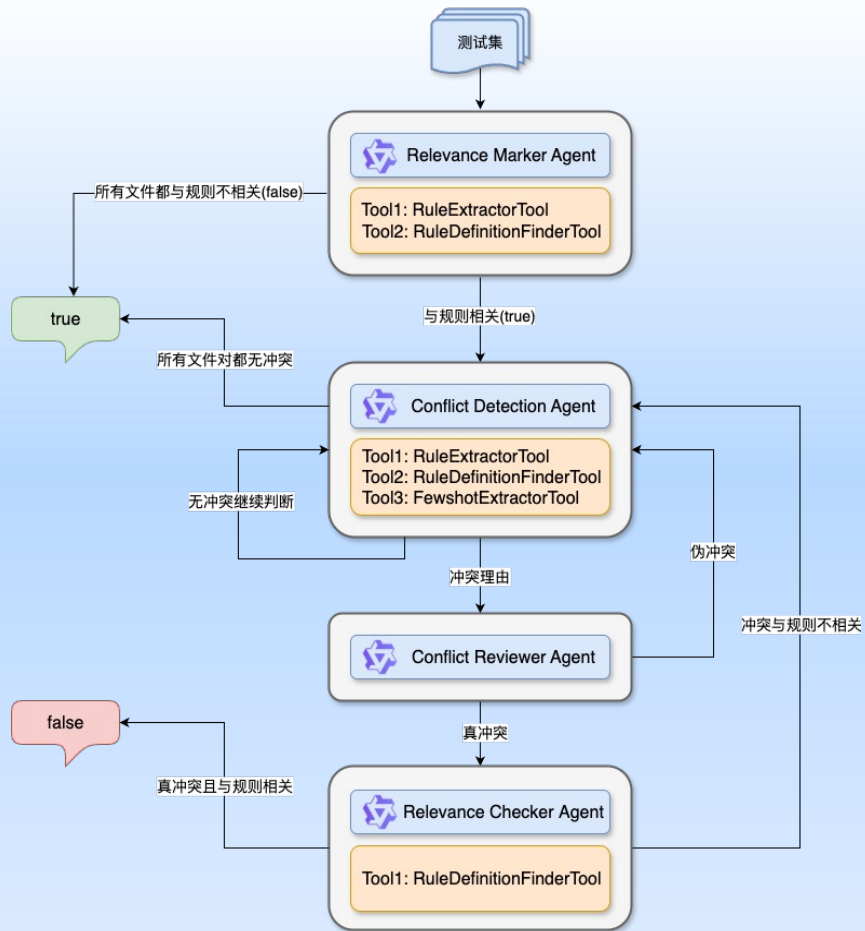 测试集
Relevance Marker Agent
所有文件都与规则不相关(false)
Tool1: RuleExtractorTool
Tool2: RuleDefinitionFinderTool
true
与规则相关(true)
所有文件对都无冲突
Conflict Detection Agent
Tool1: RuleExtractorTool
Tool2: RuleDefinitionFinderTool
Tool3: FewshotExtractorTool
无冲突继续判断
伪冲突
冲突理由
冲突与规则不相关
Conflict Reviewer Agent
false
真冲突
真冲突且与规则相关
Relevance Checker Agent
Tool1: RuleDefinitionFinderTool